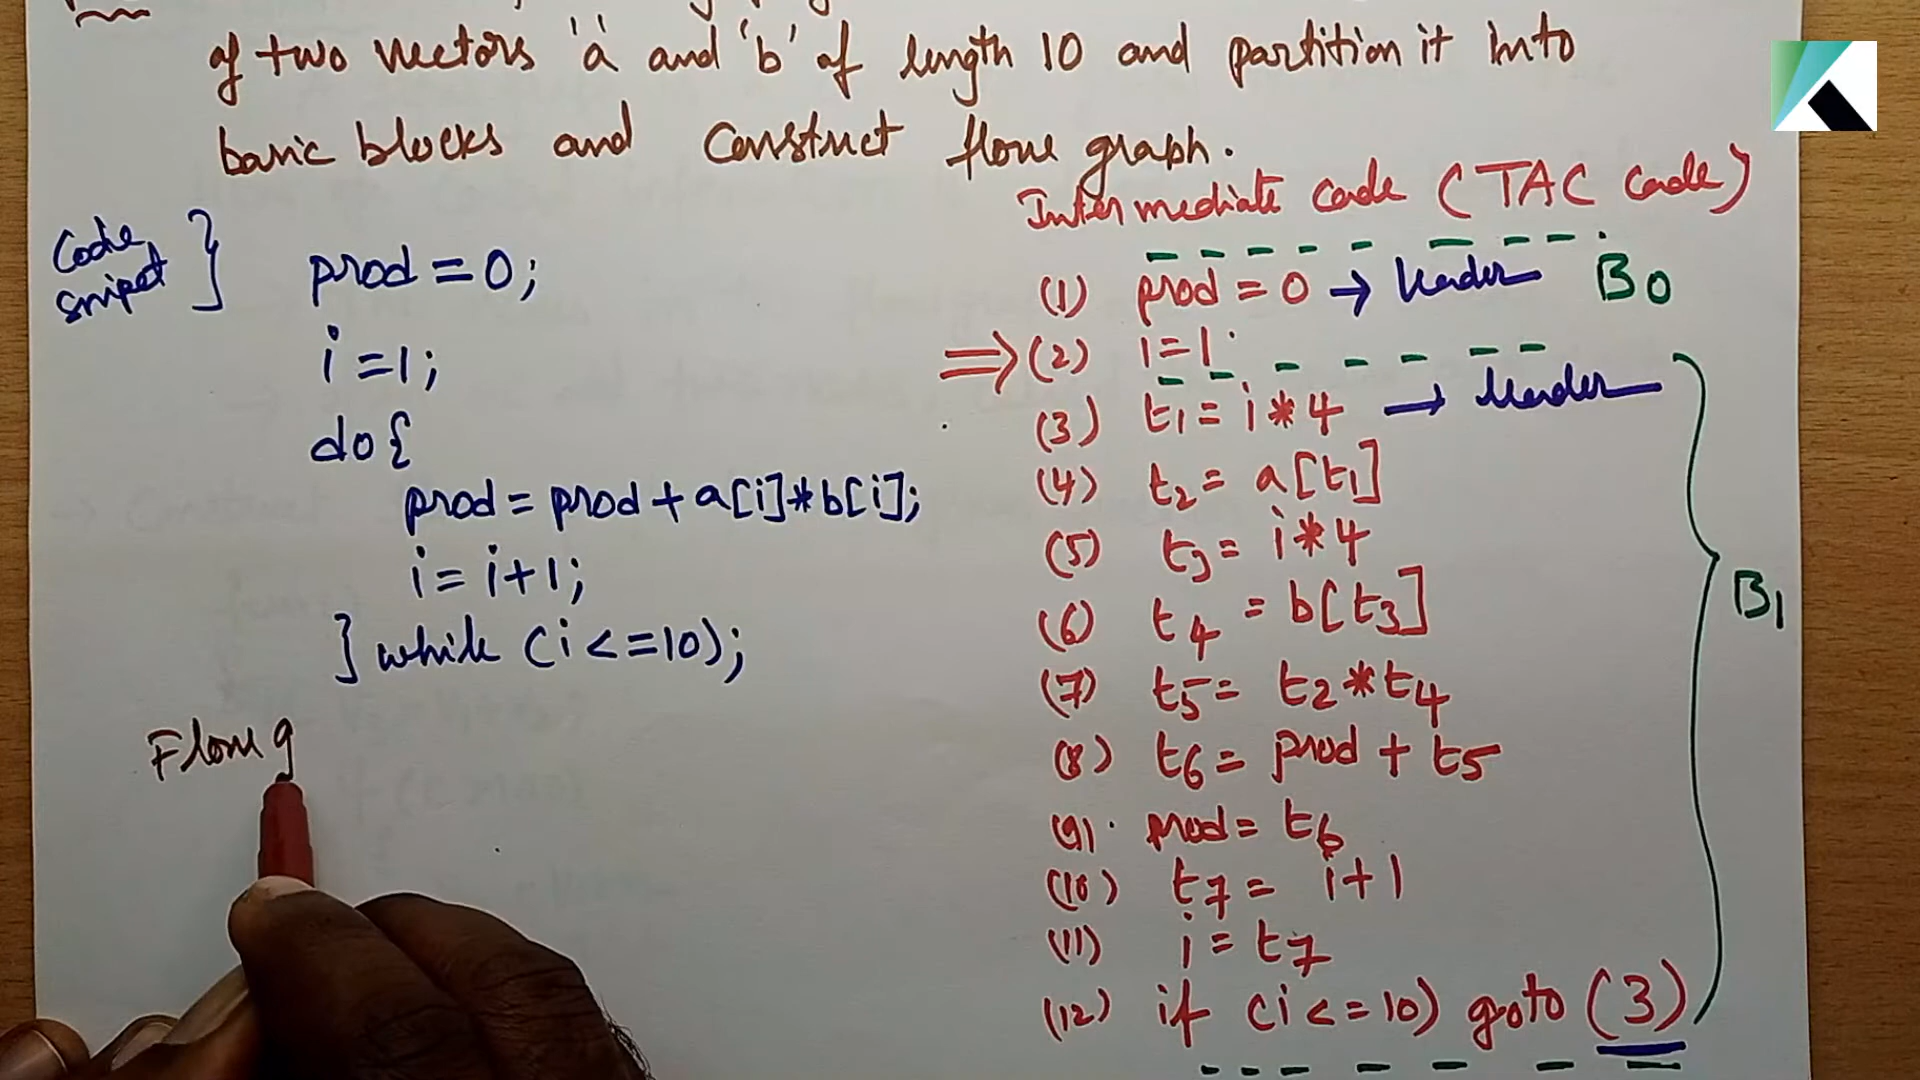 of two vectors 'a' and 'b' of length 10 and partition it into
basic blocks and construct flow graph.
Code snipet } prod = 0;
i = 1;
do {
prod = prod + a[i] * b[i];
i = i+1;
} while (i <= 10);
Flow g
Intermediate code (TAC code)
(1) prod = 0 → leader B0
⇒ (2) i = 1
(3) t1 = i * 4 → leader
(4) t2 = a[t1]
(5) t3 = i * 4
(6) t4 = b[t3]
(7) t5 = t2 * t4
(8) t6 = prod + t5
(9) prod = t6
(10) t7 = i+1
(11) i = t7
(12) if (i <= 10) goto (3)
B1